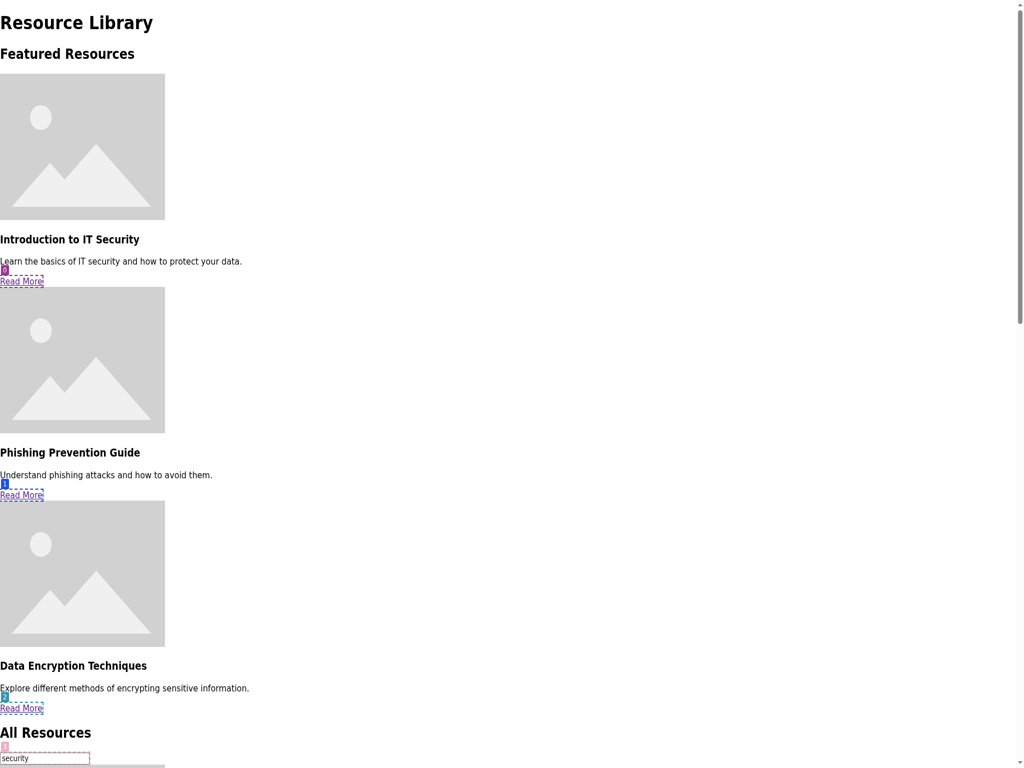 Resource Library
Featured Resources
Introduction to IT Security
Learn the basics of IT security and how to protect your data.
0
Read More
Phishing Prevention Guide
Understand phishing attacks and how to avoid them.
1
Read More
Data Encryption Techniques
Explore different methods of encrypting sensitive information.
2
Read More
All Resources
3
security